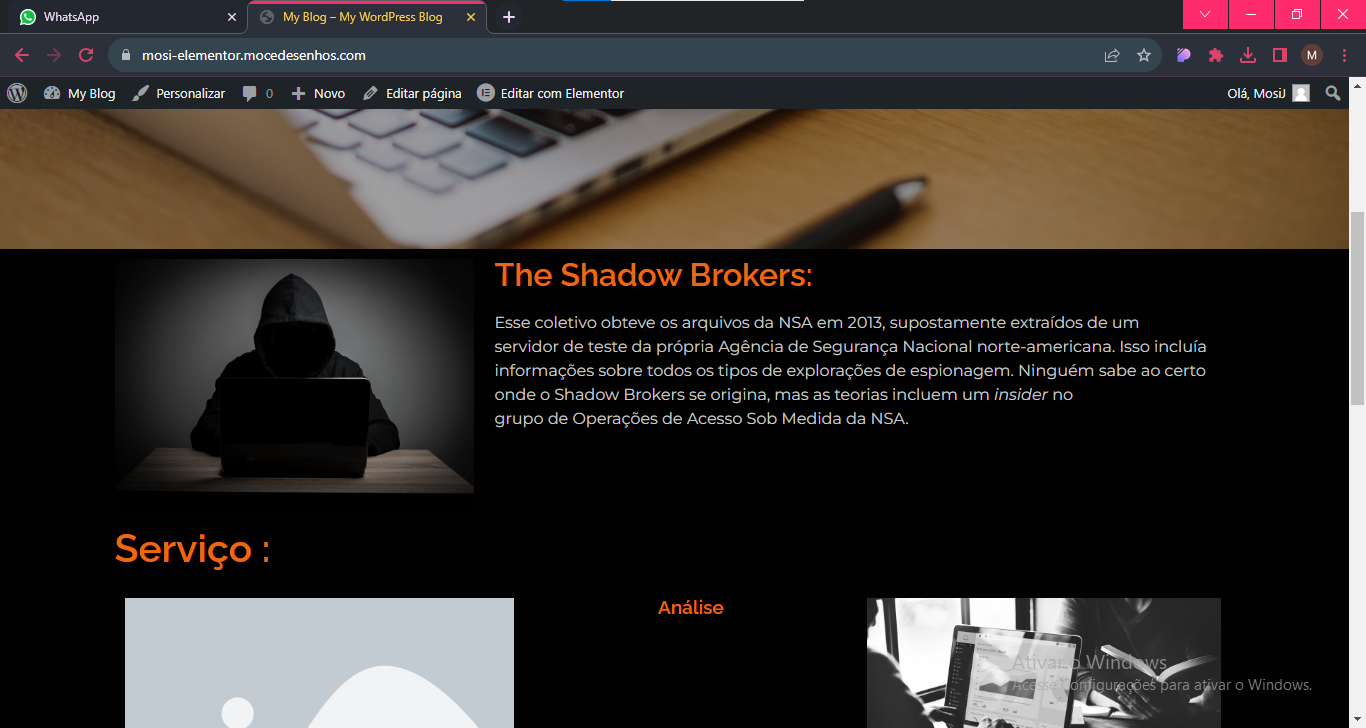 WhatsApp
My Blog – My WordPress Blog
mosi-elementor.mocedesenhos.com
M
My Blog
Personalizar
0
Novo
Editar página
Editar com Elementor
Olá, MosiJ
The Shadow Brokers:
Esse coletivo obteve os arquivos da NSA em 2013, supostamente extraídos de um
servidor de teste da própria Agência de Segurança Nacional norte-americana. Isso incluía
informações sobre todos os tipos de explorações de espionagem. Ninguém sabe ao certo
onde o Shadow Brokers se origina, mas as teorias incluem um insider no
grupo de Operações de Acesso Sob Medida da NSA.
Serviço :
Análise
Ativar o Windows
Acesse Configurações para ativar o Windows.